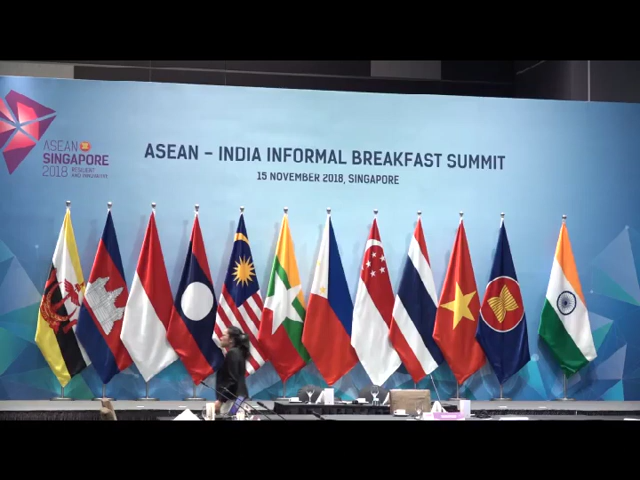 ASEAN
SINGAPORE
2018 RESILIENT
AND INNOVATIVE
ASEAN – INDIA INFORMAL BREAKFAST SUMMIT
15 NOVEMBER 2018, SINGAPORE